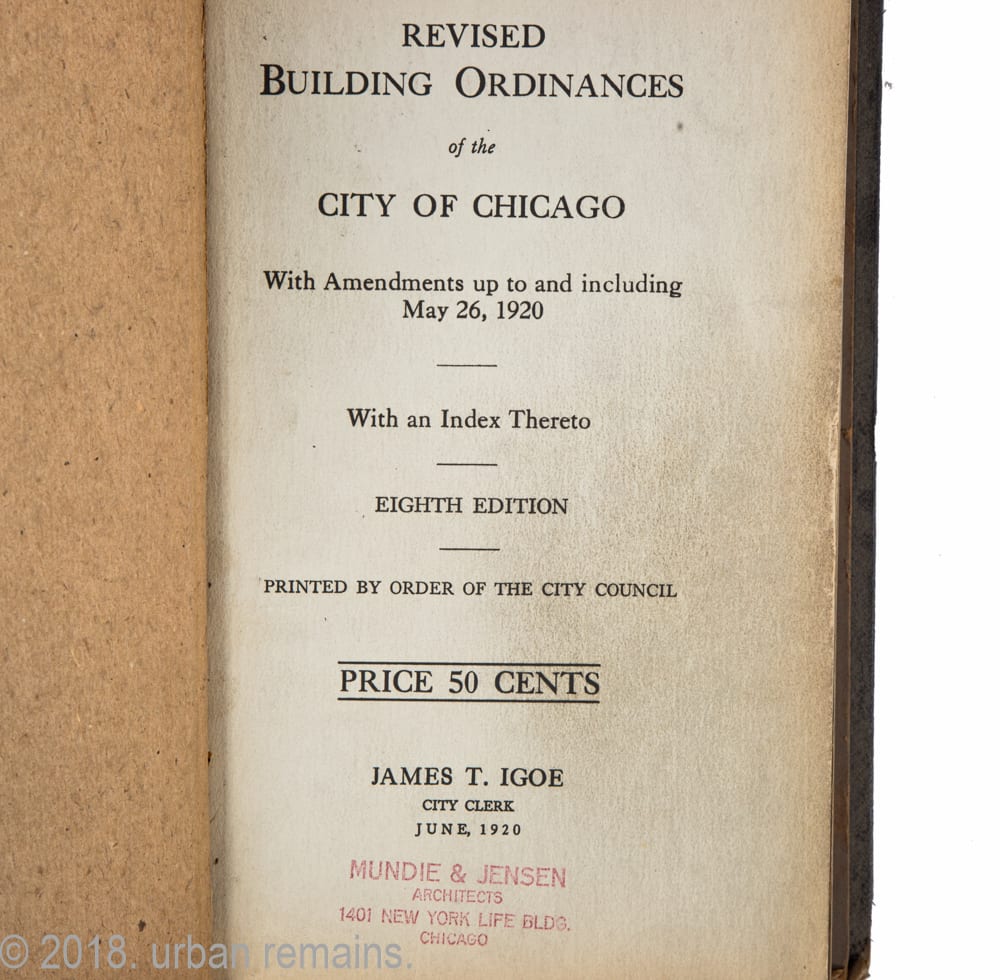 REVISED
BUILDING ORDINANCES
of the
CITY OF CHICAGO
With Amendments up to and including
May 26, 1920
With an Index Thereto
EIGHTH EDITION
PRINTED BY ORDER OF THE CITY COUNCIL
PRICE 50 CENTS
JAMES T. IGOE
CITY CLERK
JUNE, 1920
MUNDIE & JENSEN
ARCHITECTS
1401 NEW YORK LIFE BLDG.
CHICAGO
© 2018. urban remains.